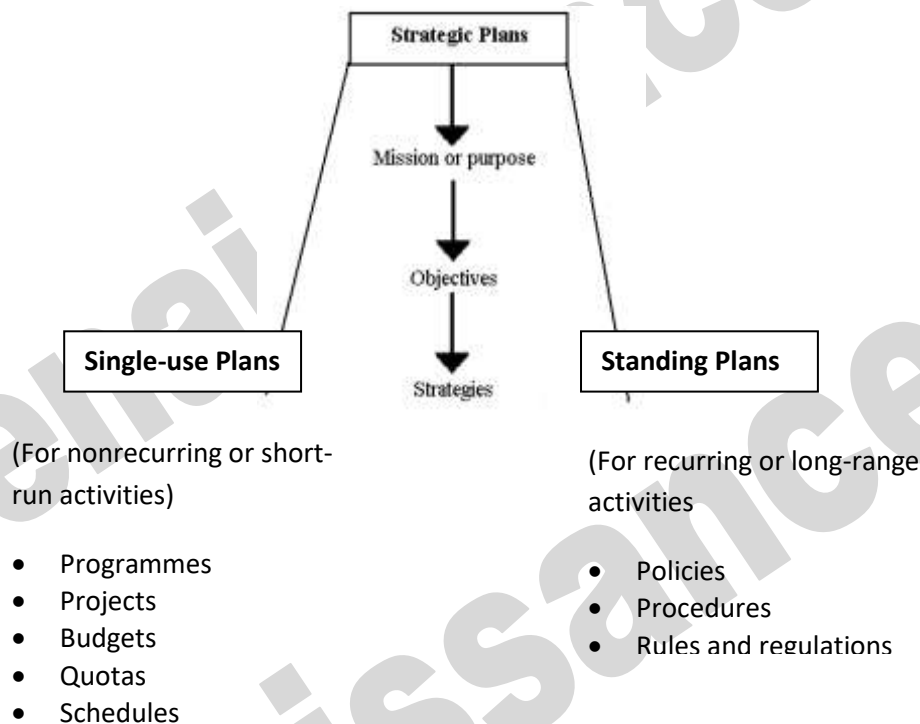 Strategic Plans
Mission or purpose
Objectives
Strategies
Single-use Plans
(For nonrecurring or short-
run activities)
• Programmes
• Projects
• Budgets
• Quotas
• Schedules
Standing Plans
(For recurring or long-range
activities
• Policies
• Procedures
• Rules and regulations